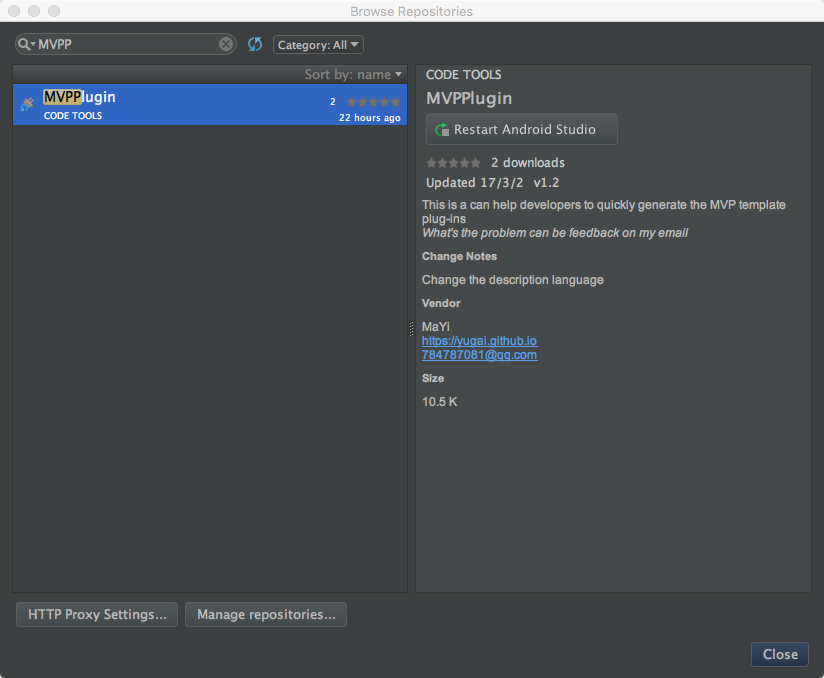 Browse Repositories
MVPP
Category: All
Sort by: name
MVPPlugin
2
CODE TOOLS
22 hours ago
CODE TOOLS
MVPPlugin
Restart Android Studio
2 downloads
Updated 17/3/2 v1.2
This is a can help developers to quickly generate the MVP template
plug-ins
What's the problem can be feedback on my email
Change Notes
Change the description language
Vendor
MaYi
https://yugai.github.io
784787081@qq.com
Size
10.5 K
HTTP Proxy Settings...
Manage repositories...
Close